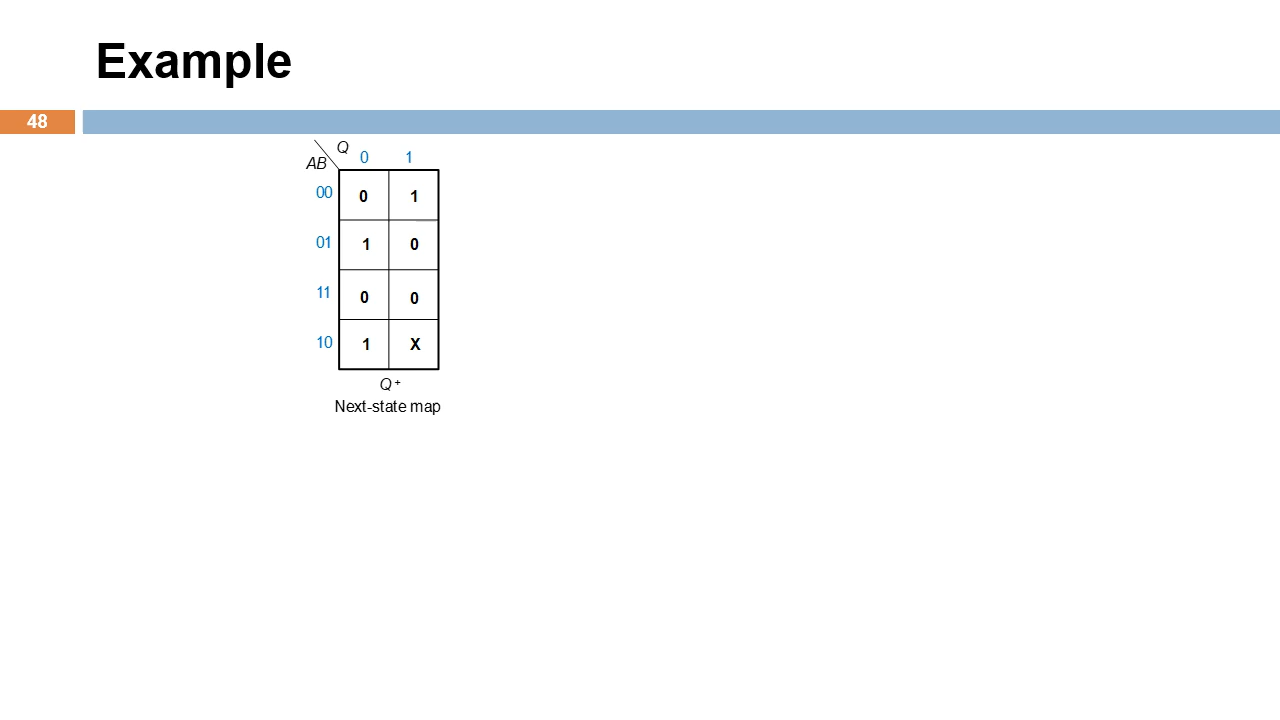 Example
48
Q
AB 0 1
00 0 1
01 1 0
11 0 0
10 1 X
Q +
Next-state map